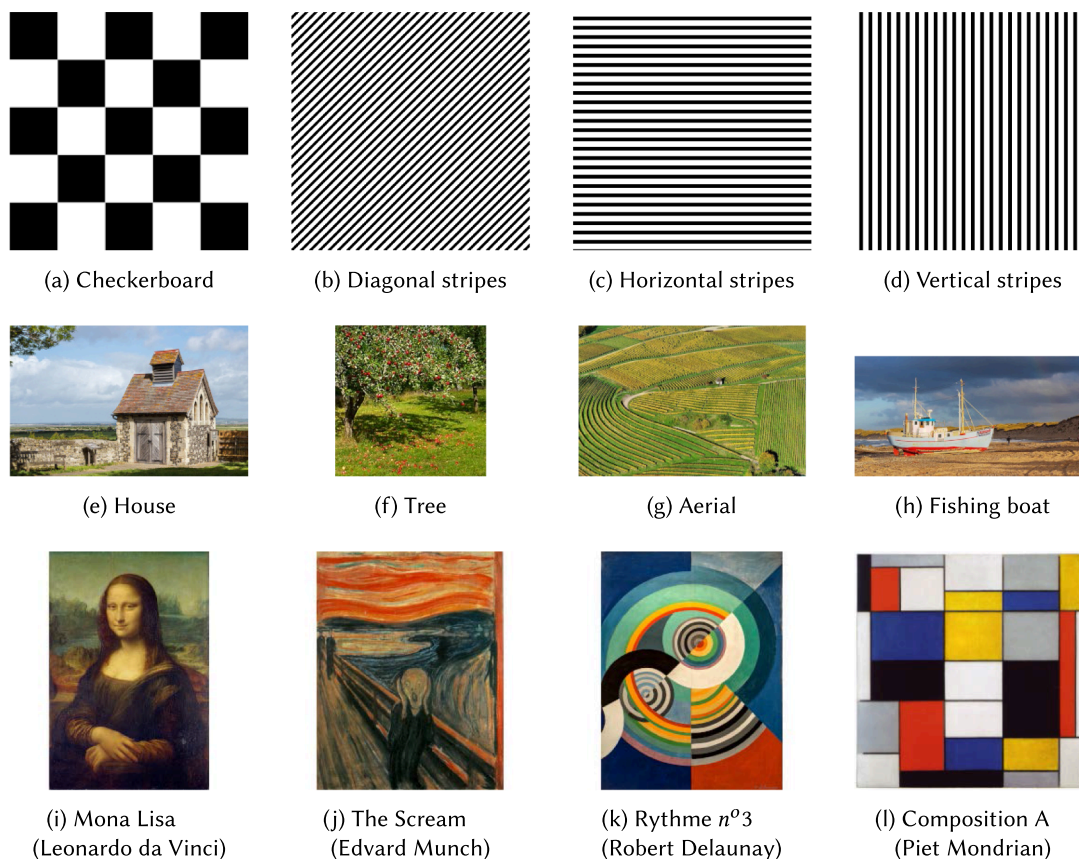 (a) Checkerboard
(b) Diagonal stripes
(c) Horizontal stripes
(d) Vertical stripes
(e) House
(f) Tree
(g) Aerial
(h) Fishing boat
(i) Mona Lisa
(Leonardo da Vinci)
(j) The Scream
(Edvard Munch)
(k) Rythme nº3
(Robert Delaunay)
(l) Composition A
(Piet Mondrian)